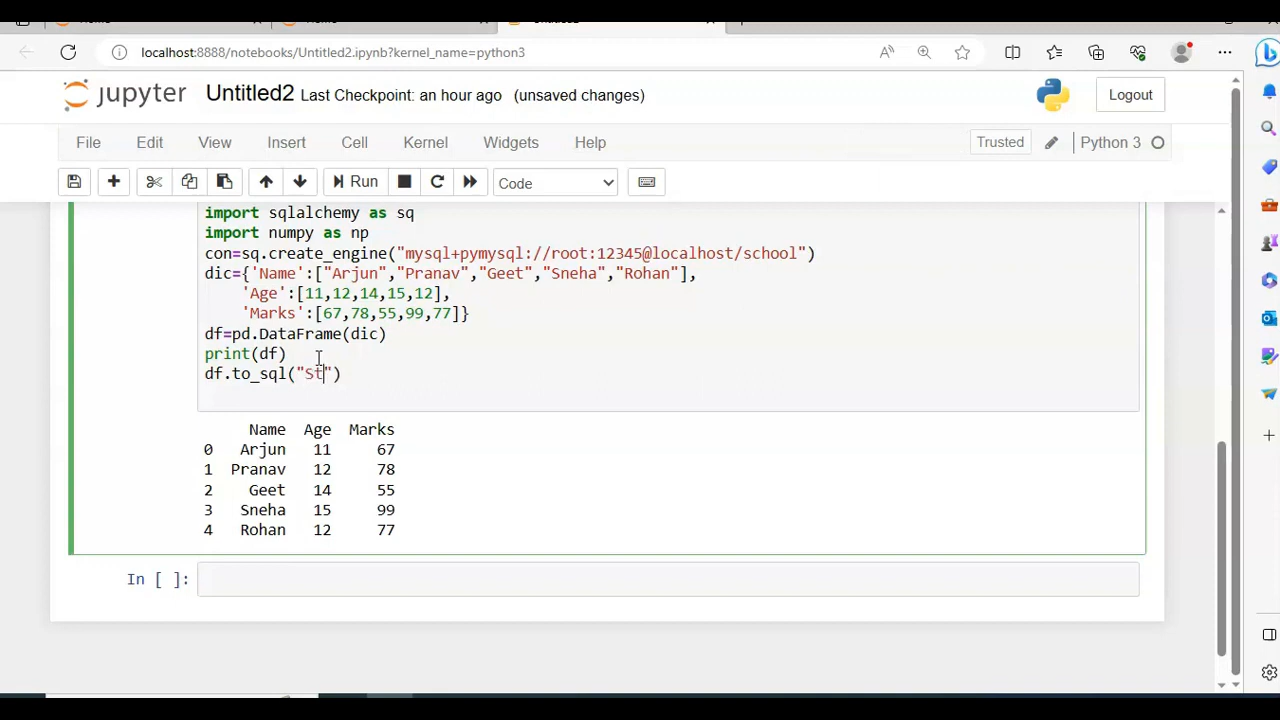 localhost:8888/notebooks/Untitled2.ipynb?kernel_name=python3
jupyter Untitled2 Last Checkpoint: an hour ago (unsaved changes)
Logout
File Edit View Insert Cell Kernel Widgets Help
Trusted Python 3
Run
Code
import sqlalchemy as sq
import numpy as np
con=sq.create_engine("mysql+pymysql://root:12345@localhost/school")
dic={'Name':["Arjun","Pranav","Geet","Sneha","Rohan"],
'Age':[11,12,14,15,12],
'Marks':[67,78,55,99,77]}
df=pd.DataFrame(dic)
print(df)
df.to_sql("St")
Name Age Marks
0 Arjun 11 67
1 Pranav 12 78
2 Geet 14 55
3 Sneha 15 99
4 Rohan 12 77
In [ ]: